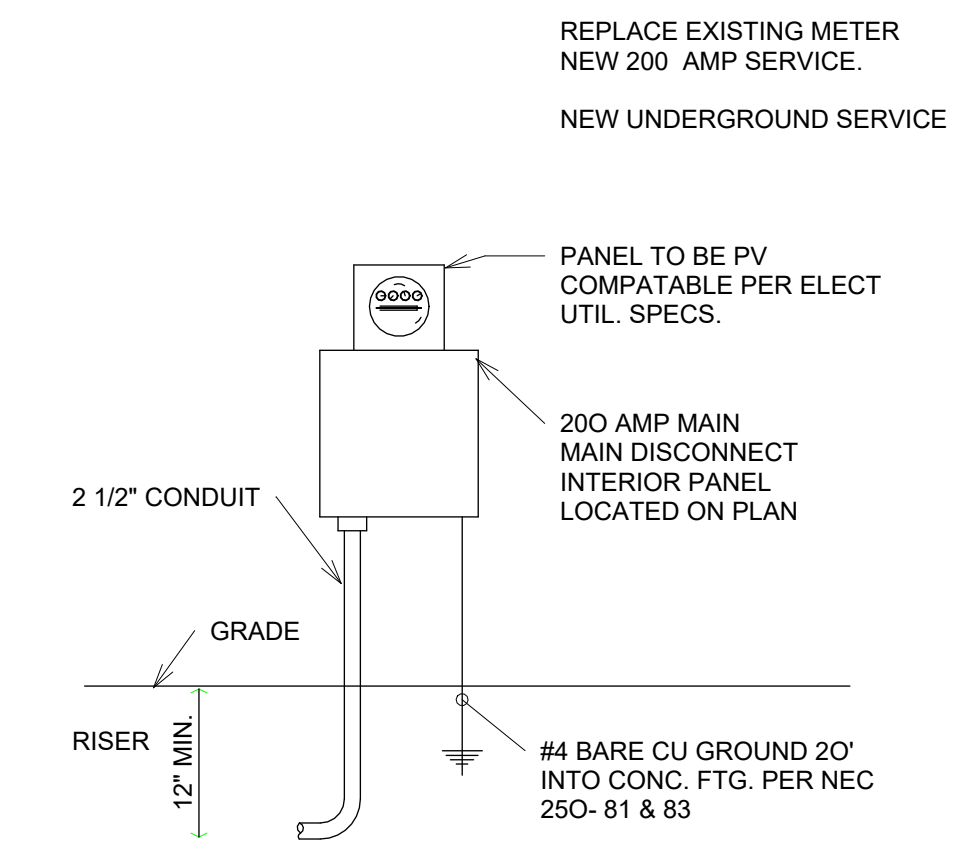 REPLACE EXISTING METER
NEW 200 AMP SERVICE.
NEW UNDERGROUND SERVICE
PANEL TO BE PV
COMPATABLE PER ELECT
UTIL. SPECS.
20O AMP MAIN
MAIN DISCONNECT
INTERIOR PANEL
LOCATED ON PLAN
2 1/2" CONDUIT
GRADE
RISER
12" MIN.
#4 BARE CU GROUND 2O'
INTO CONC. FTG. PER NEC
25O- 81 & 83